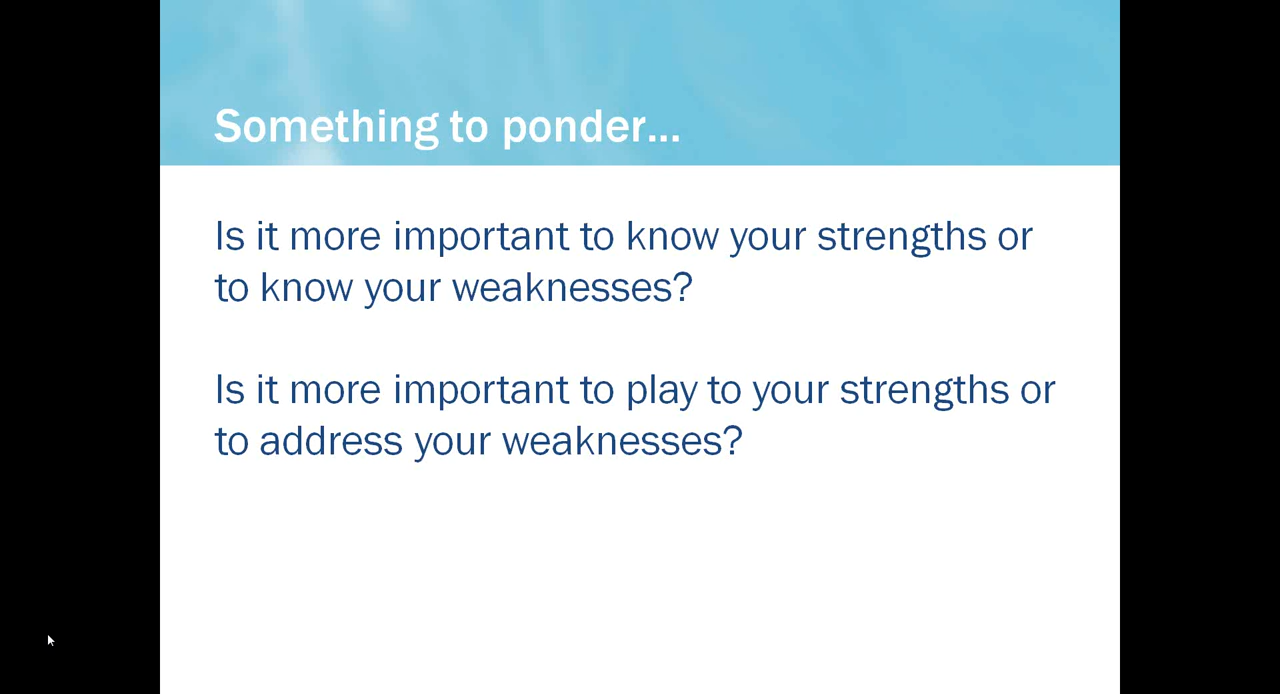 Something to ponder...
Is it more important to know your strengths or
to know your weaknesses?
Is it more important to play to your strengths or
to address your weaknesses?